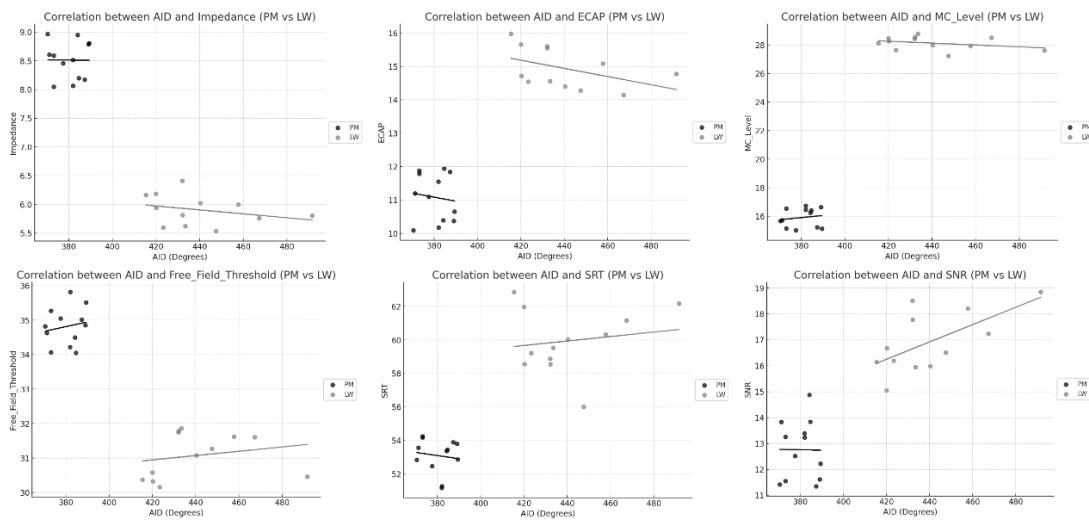 Correlation between AID and Impedance (PM vs LW)
9.0
8.5
8.0
7.5
7.0
6.5
6.0
5.5
Impedance
380
400
420
440
460
480
AID (Degrees)
PM
LW
Correlation between AID and ECAP (PM vs LW)
16
15
14
13
12
11
10
ECAP
380
400
420
440
460
480
AID (Degrees)
PM
LW
Correlation between AID and MC_Level (PM vs LW)
28
26
24
22
20
18
16
14
MC_Level
380
400
420
440
460
480
AID (Degrees)
PM
LW
Correlation between AID and Free_Field_Threshold (PM vs LW)
36
35
34
33
32
31
30
Free_Field_Threshold
380
400
420
440
460
480
AID (Degrees)
PM
LW
Correlation between AID and SRT (PM vs LW)
62
60
58
56
54
52
SRT
380
400
420
440
460
480
AID (Degrees)
PM
LW
Correlation between AID and SNR (PM vs LW)
19
18
17
16
15
14
13
12
11
SNR
380
400
420
440
460
480
AID (Degrees)
PM
LW